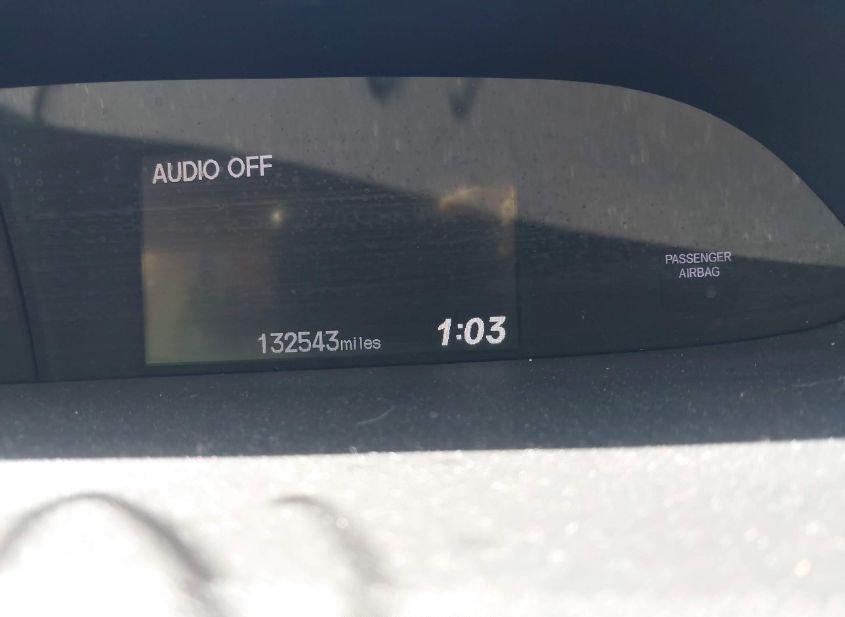 AUDIO OFF
PASSENGER
AIRBAG
132543miles 1:03